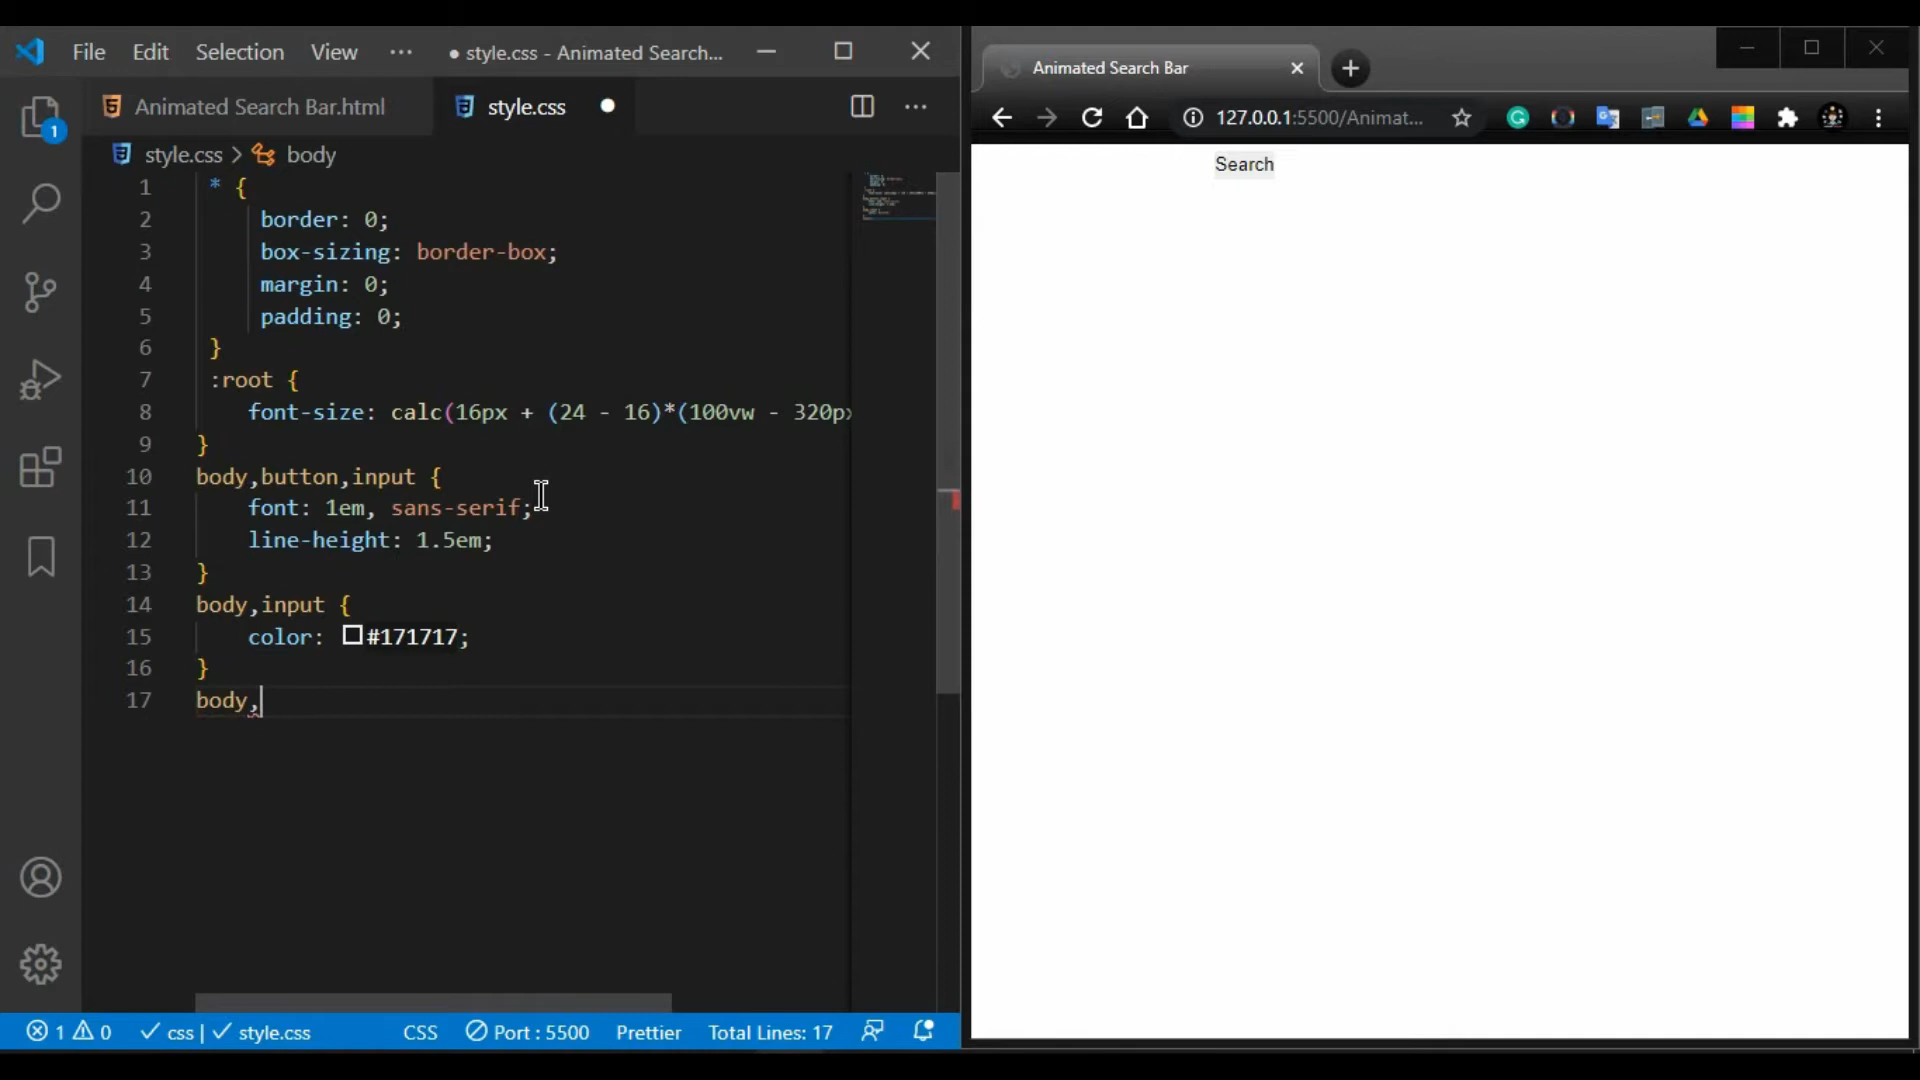 File Edit Selection View ··· ● style.css - Animated Search...
Animated Search Bar.html style.css ●
style.css > body
1 * {
2 border: 0;
3 box-sizing: border-box;
4 margin: 0;
5 padding: 0;
6 }
7 :root {
8 font-size: calc(16px + (24 - 16)*(100vw - 320px
9 }
10 body,button,input {
11 font: 1em, sans-serif;
12 line-height: 1.5em;
13 }
14 body,input {
15 color: #171717;
16 }
17 body,
1
1 0 css | style.css CSS Port : 5500 Prettier Total Lines: 17
Animated Search Bar
127.0.0.1:5500/Animat...
Search